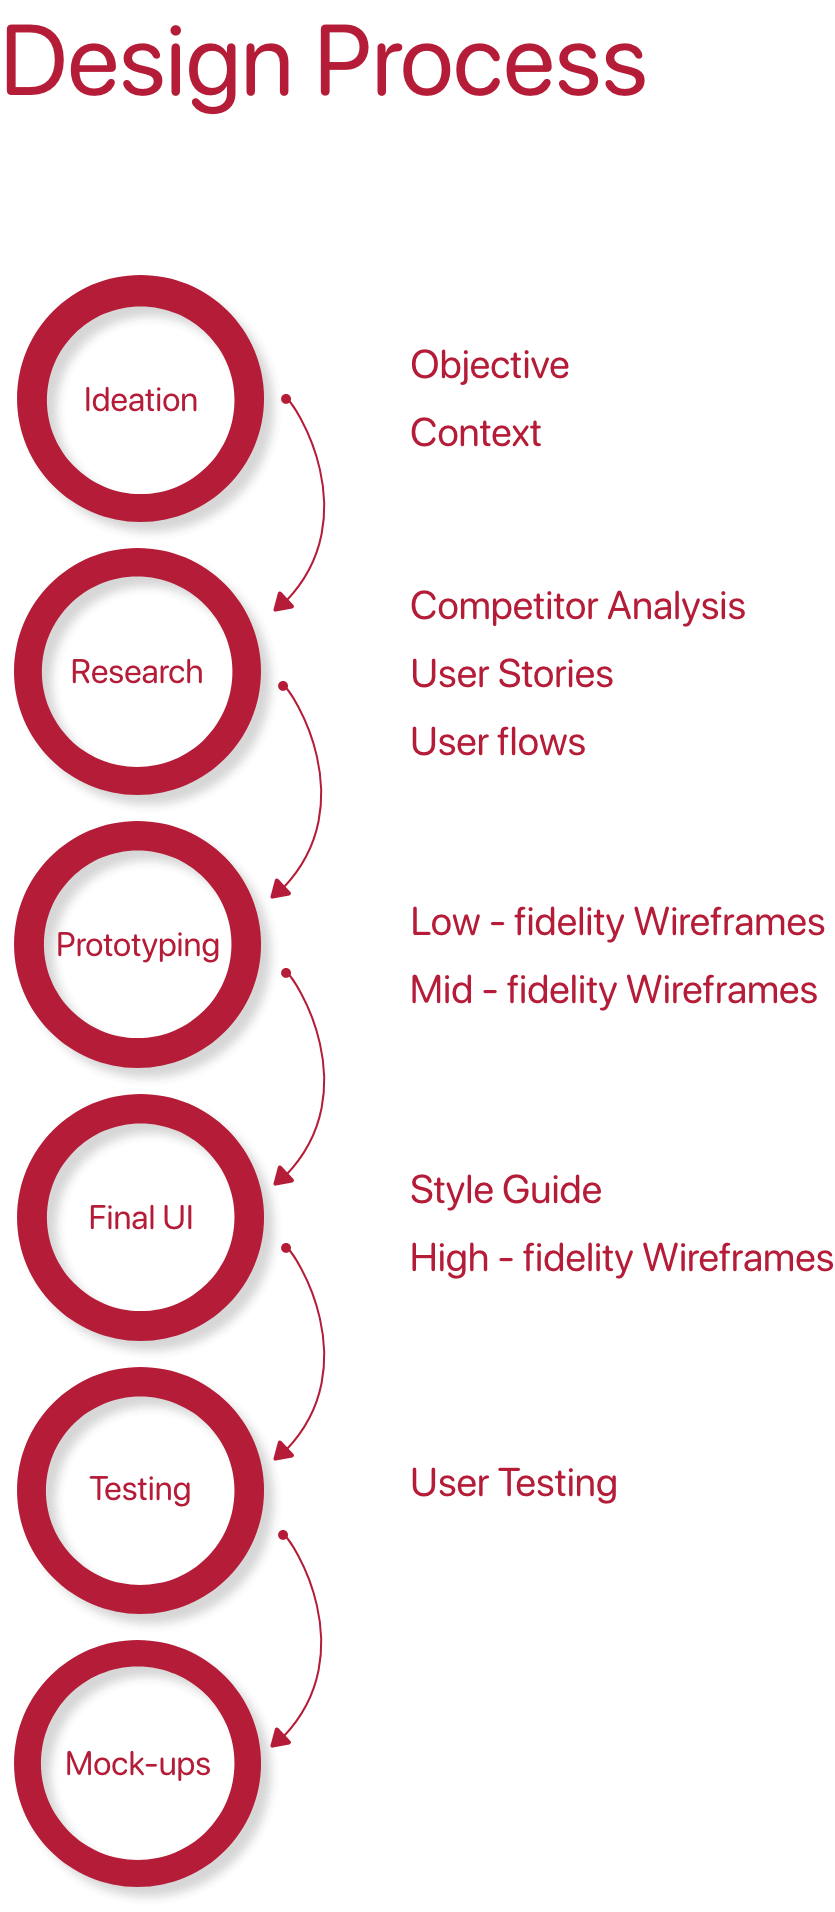 Design Process
Ideation
Objective
Context
Research
Competitor Analysis
User Stories
User flows
Prototyping
Low - fidelity Wireframes
Mid - fidelity Wireframes
Final UI
Style Guide
High - fidelity Wireframes
Testing
User Testing
Mock-ups